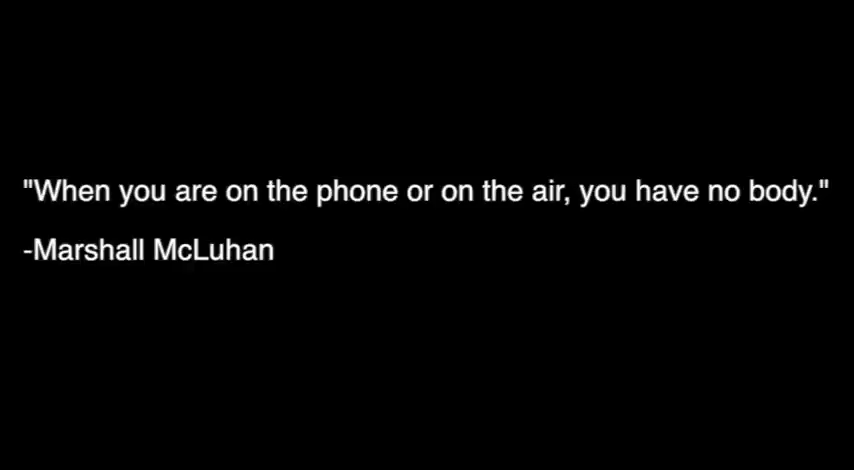 "When you are on the phone or on the air, you have no body."
-Marshall McLuhan